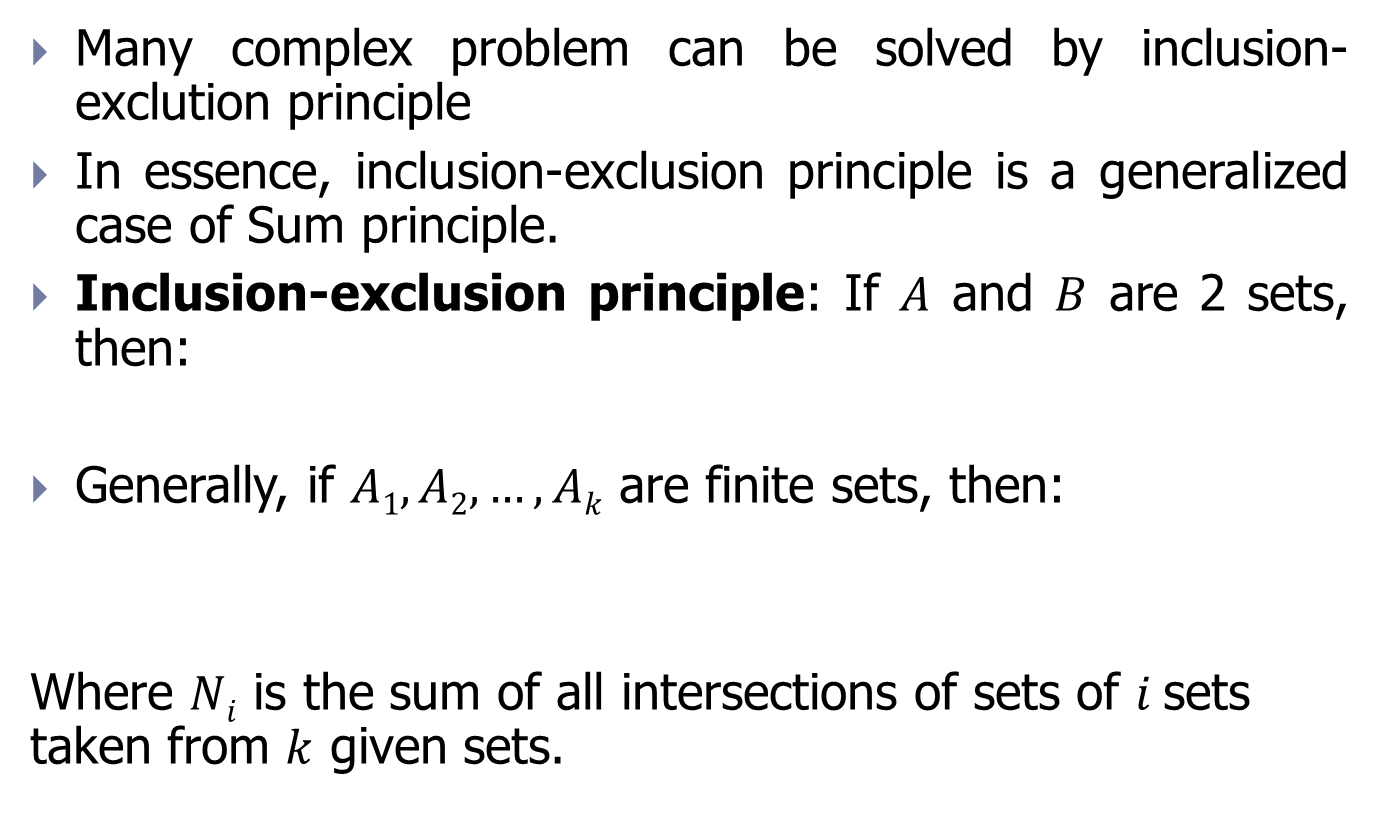 Many complex problem can be solved by inclusion-
exclution principle
In essence, inclusion-exclusion principle is a generalized
case of Sum principle.
Inclusion-exclusion principle: If A and B are 2 sets,
then:
Generally, if A₁, A₂, … , Aₖ are finite sets, then:
Where Nᵢ is the sum of all intersections of sets of i sets
taken from k given sets.